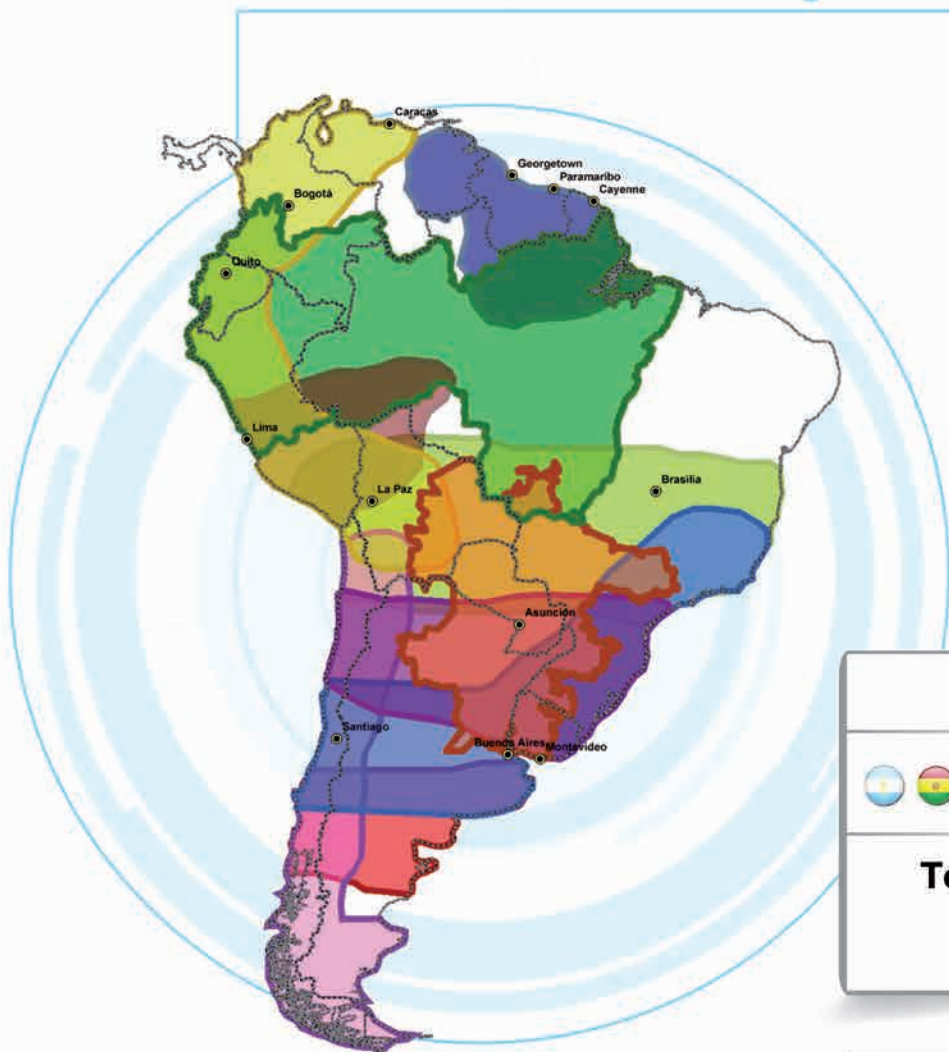 Caracas
Georgetown
Paramaribo
Cayenne
Bogotá
Quito
Lima
La Paz
Brasilia
Asunción
Santiago
Buenos Aires
Montevideo